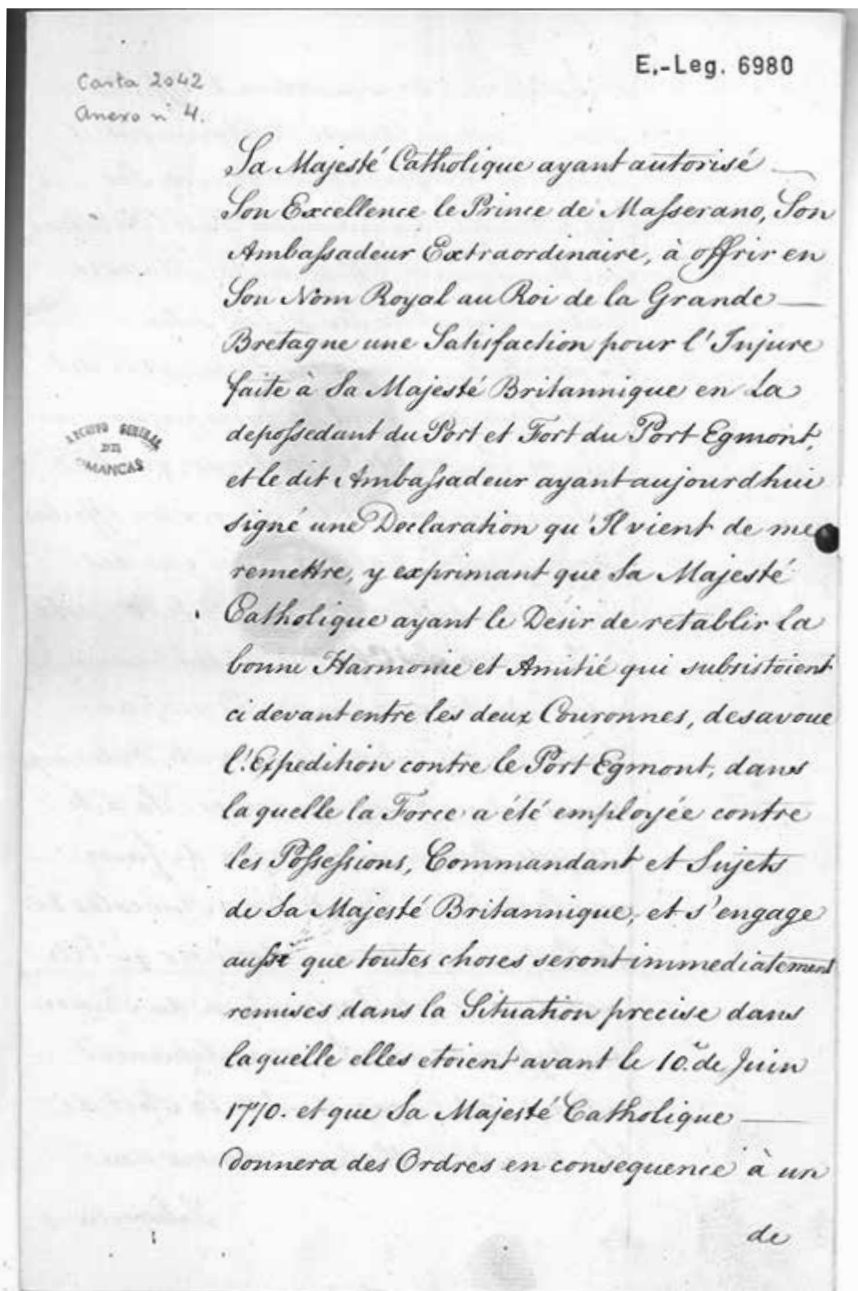 E,-Leg. 6980
Carta 2042
Anexo nº 4.
Sa Majesté Catholique ayant autorisé
Son Excellence le Prince de Masserano, Son
Ambassadeur Extraordinaire, à offrir en
Son Nom Royal au Roi de la Grande
Bretagne une Satisfaction pour l'Injure
faite a Sa Majesté Britannique en La
depossedant du Port et Fort du Port Egmont,
et le dit Ambassadeur ayant aujourdhui
signé une Declaration qu'Il vient de me
remettre, y exprimant que Sa Majesté
Catholique ayant le Desir de retablir la
bonne Harmonie et Amitié qui subsistoient
ci devant entre les deux Couronnes, desavoue
l'Expedition contre le Port Egmont, dans
laquelle la Force a été employée contre
les Possessions, Commandant et Sujets
de Sa Majesté Britannique, et s'engage
aussi que toutes choses seront immediatement
remises dans la Situation precise dans
laquelle elles etoient avant le 10.e de Juin
1770. et que Sa Majesté Catholique
donnera des Ordres en consequence à un
de
ARCHIVO GENERAL
DE
SIMANCAS